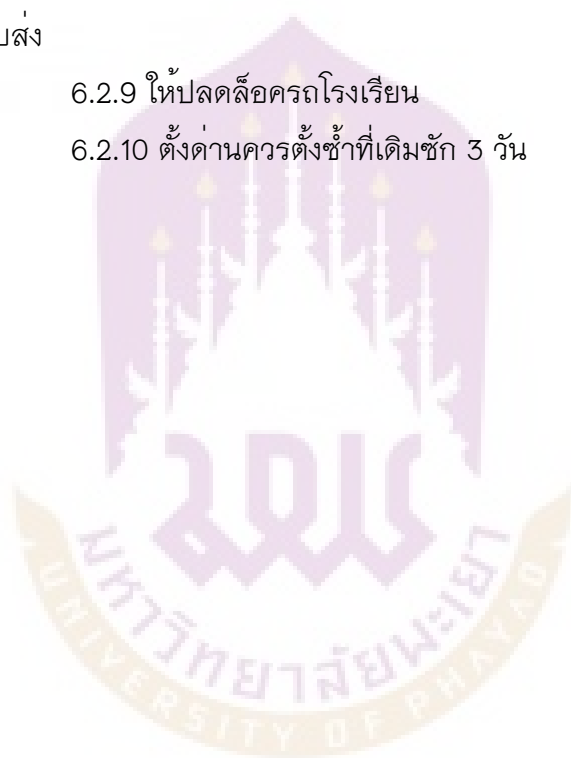 บส่ง
6.2.9 ให้ปลดล็อครถโรงเรียน
6.2.10 ตั้งด่านควรตั้งซ้ำที่เดิมซัก 3 วัน
มหาวิทยาลัยพะเยา
UNIVERSITY OF PHAYAO